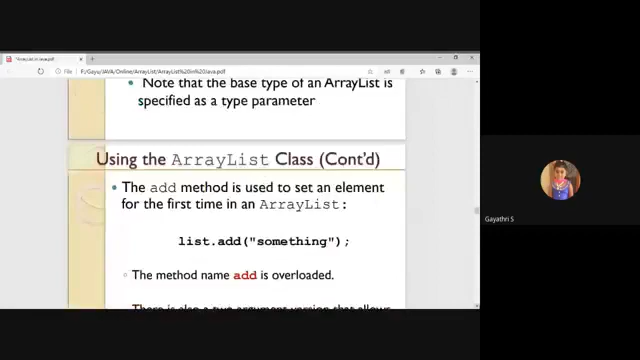 ArrayList in Java.pdf
F:/Gayu/JAVA/Online/ArrayList/ArrayList%20in%20Java.pdf
• Note that the base type of an ArrayList is
specified as a type parameter
Using the ArrayList Class (Cont'd)
• The add method is used to set an element
for the first time in an ArrayList:
list.add("something");
○ The method name add is overloaded.
There is also a two argument version that allows
Gayathri S